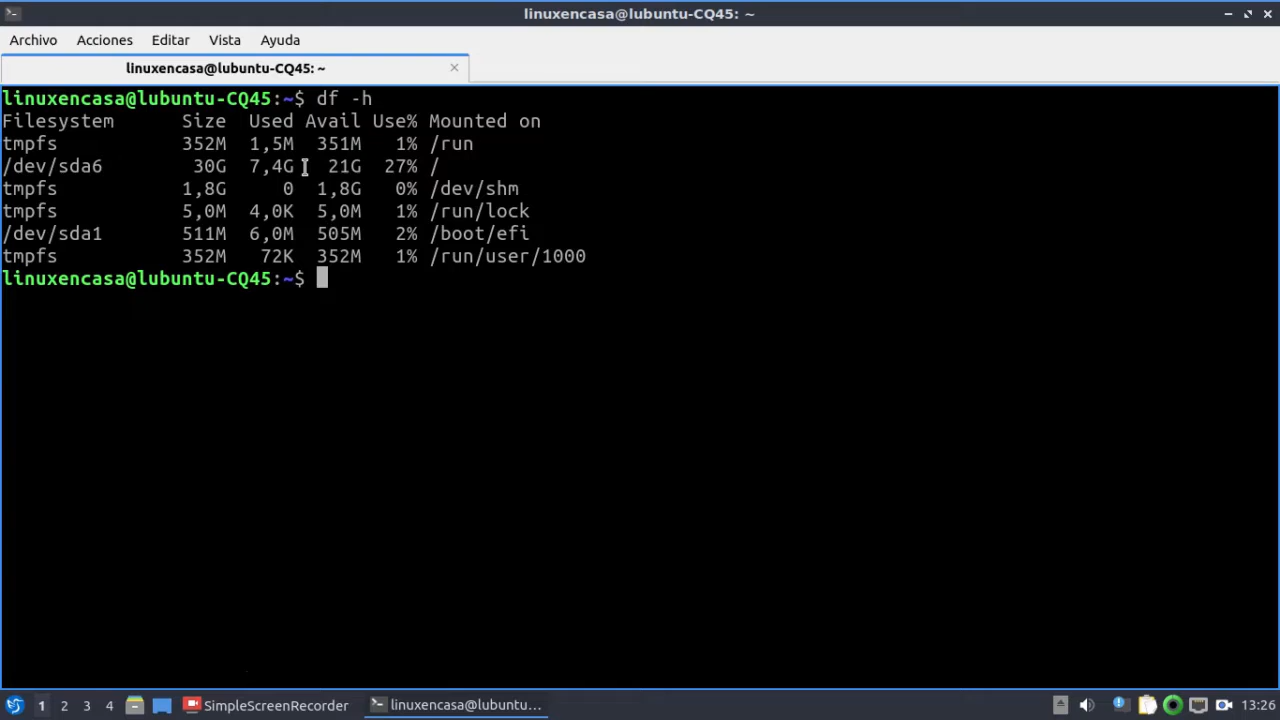 linuxencasa@lubuntu-CQ45: ~
Archivo Acciones Editar Vista Ayuda
linuxencasa@lubuntu-CQ45: ~
linuxencasa@lubuntu-CQ45:~$ df -h
Filesystem Size Used Avail Use% Mounted on
tmpfs 352M 1,5M 351M 1% /run
/dev/sda6 30G 7,4G 21G 27% /
tmpfs 1,8G 0 1,8G 0% /dev/shm
tmpfs 5,0M 4,0K 5,0M 1% /run/lock
/dev/sda1 511M 6,0M 505M 2% /boot/efi
tmpfs 352M 72K 352M 1% /run/user/1000
linuxencasa@lubuntu-CQ45:~$
1 2 3 4 SimpleScreenRecorder linuxencasa@lubuntu... 13:26